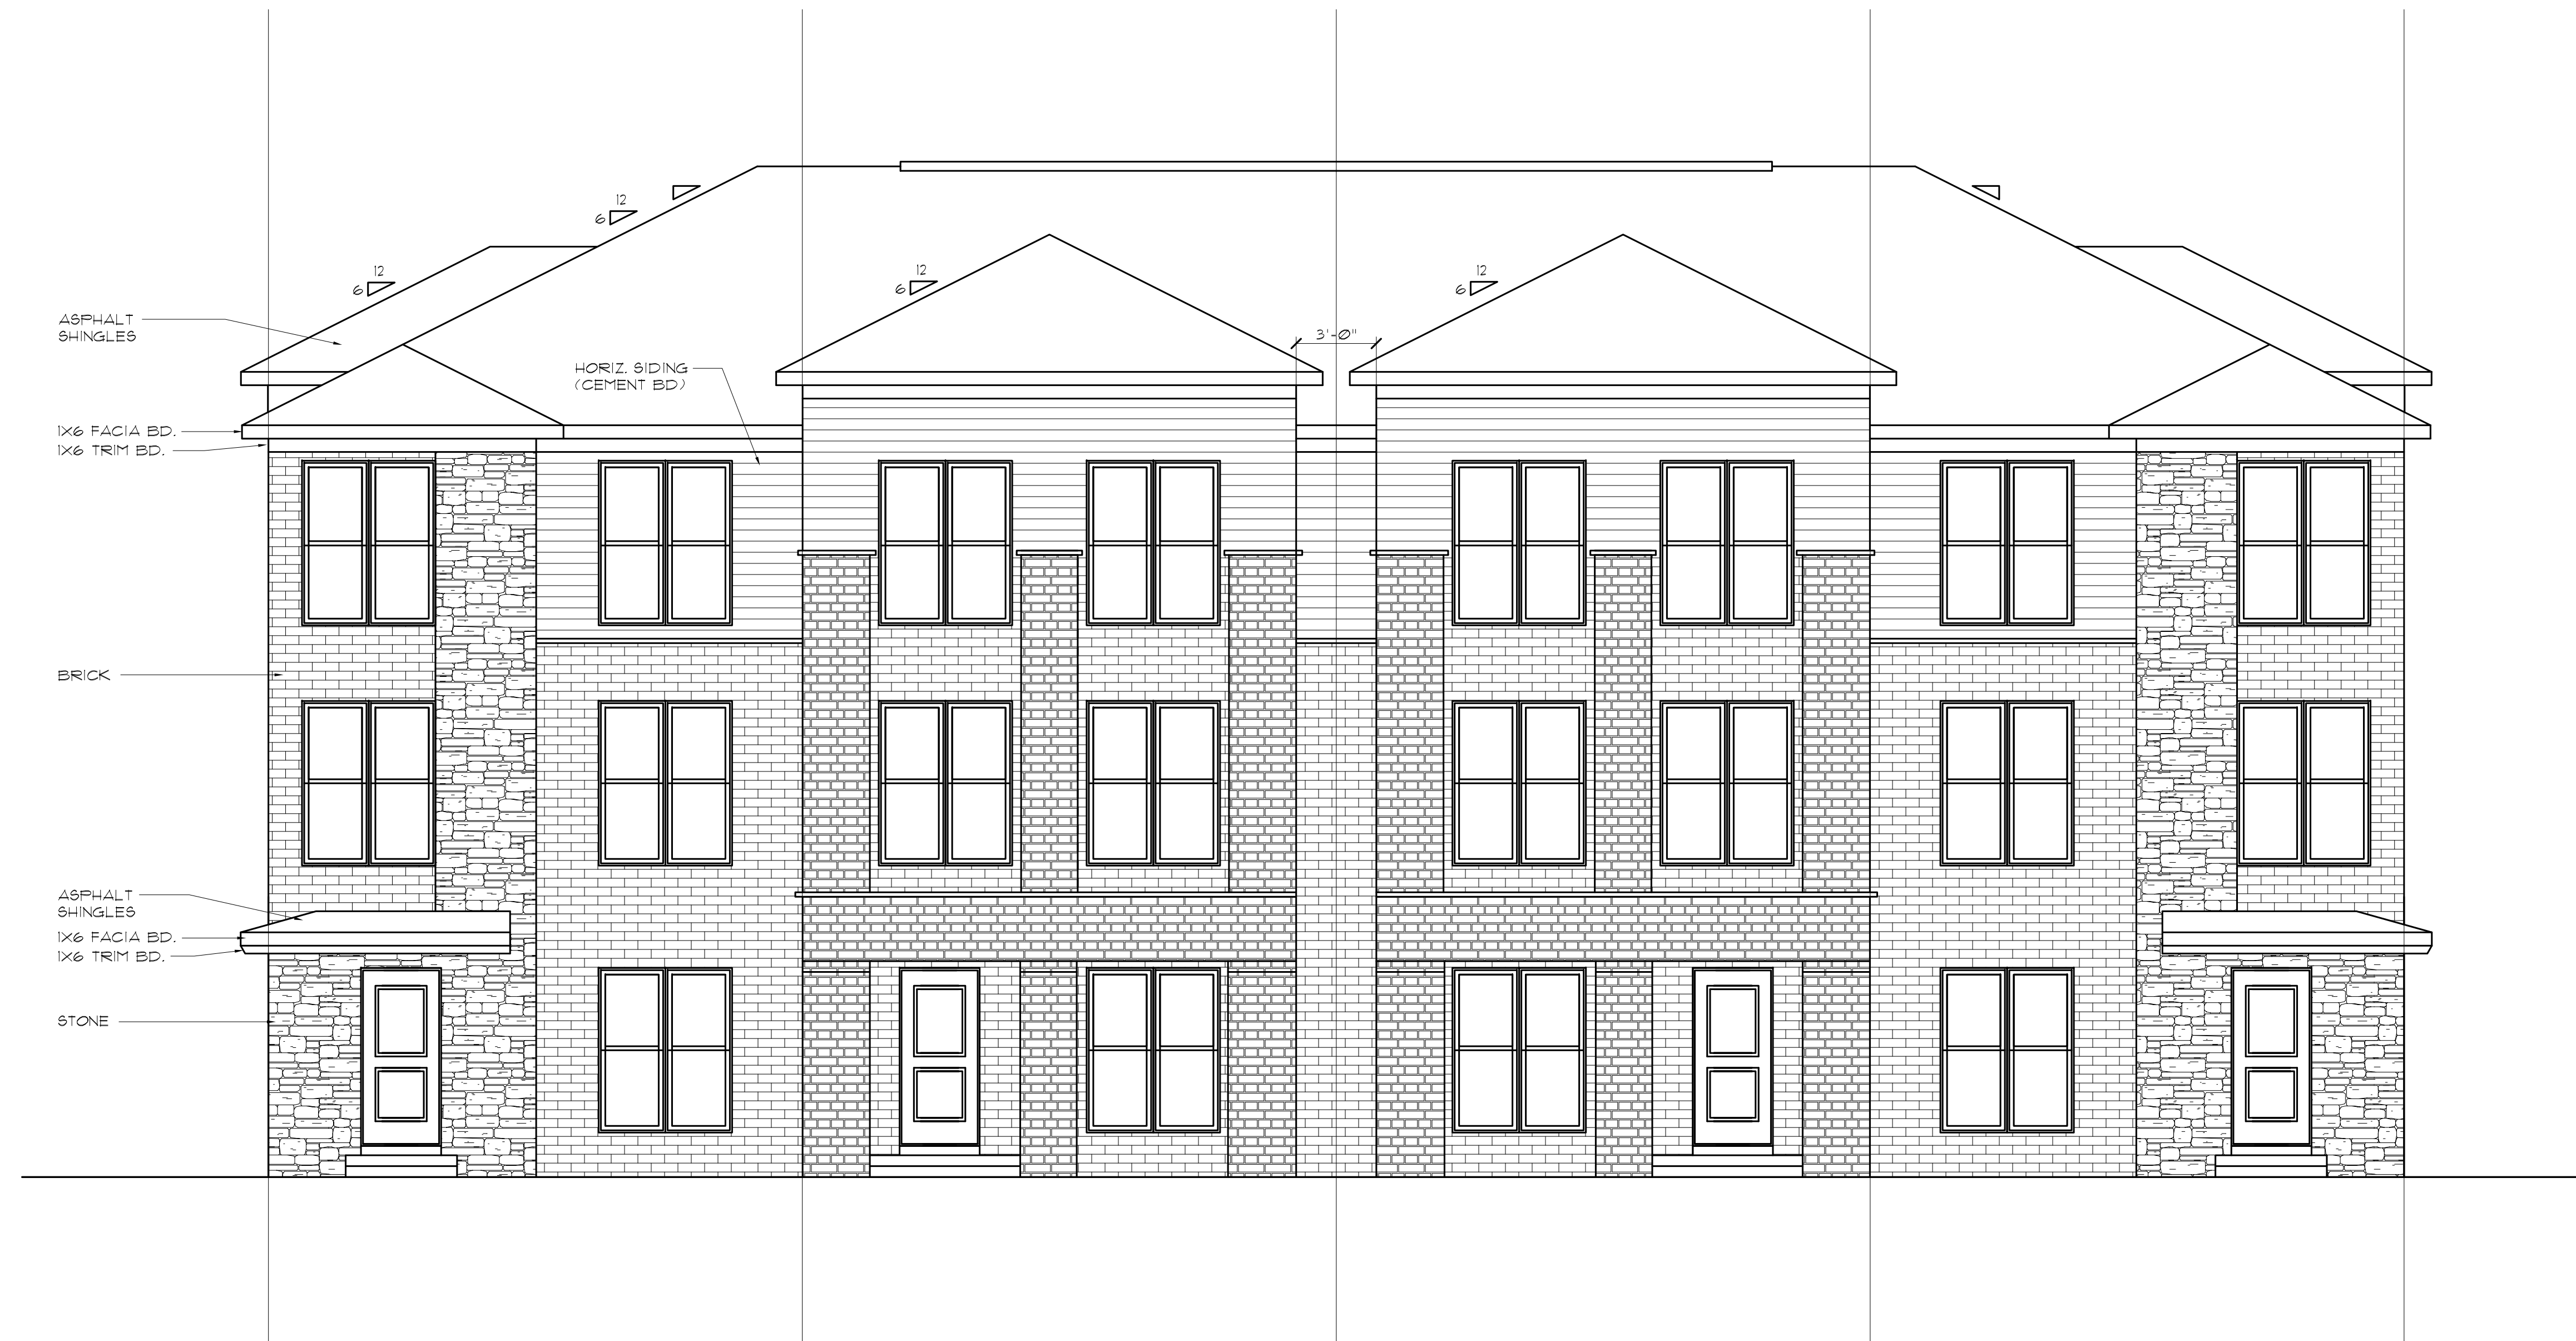 12
6
12
6
12
6
12
6
ASPHALT
SHINGLES
3'-0"
HORIZ. SIDING
(CEMENT BD)
1X6 FACIA BD.
1X6 TRIM BD.
BRICK
ASPHALT
SHINGLES
1X6 FACIA BD.
1X6 TRIM BD.
STONE